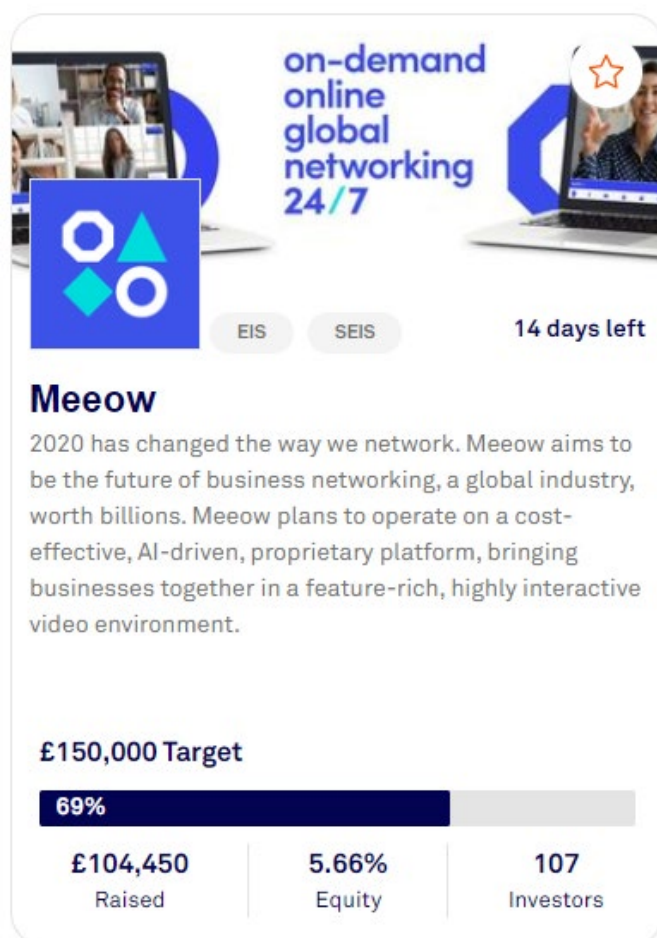 on-demand
online
global
networking
24/7
EIS
SEIS
14 days left
Meeow
2020 has changed the way we network. Meeow aims to
be the future of business networking, a global industry,
worth billions. Meeow plans to operate on a cost-
effective, AI-driven, proprietary platform, bringing
businesses together in a feature-rich, highly interactive
video environment.
£150,000 Target
69%
£104,450
Raised
5.66%
Equity
107
Investors